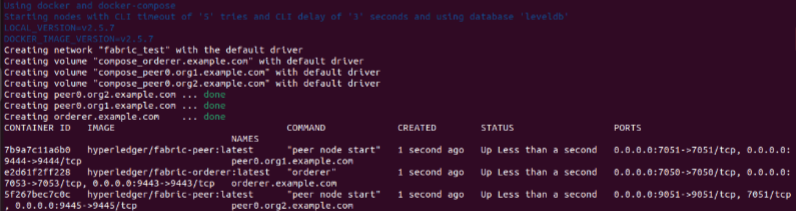 Using docker and docker-compose
Starting nodes with CLI timeout of '5' tries and CLI delay of '3' seconds and using database 'leveldb'
LOCAL_VERSION=v2.5.2
DOCKER_IMAGE_VERSION=v2.5.7
Creating network "fabric_test" with the default driver
Creating volume "compose_orderer.example.com" with default driver
Creating volume "compose_peer0.org1.example.com" with default driver
Creating volume "compose_peer0.org2.example.com" with default driver
Creating peer0.org2.example.com ... done
Creating peer0.org1.example.com ... done
Creating orderer.example.com    ... done
CONTAINER ID   IMAGE                               COMMAND             CREATED        STATUS                  PORTS
NAMES
7b9a7c11a6b0   hyperledger/fabric-peer:latest      "peer node start"   1 second ago   Up Less than a second   0.0.0.0:7051->7051/tcp, 0.0.0.0:
9444->9444/tcp                      peer0.org1.example.com
e2d61f2ff228   hyperledger/fabric-orderer:latest   "orderer"           1 second ago   Up Less than a second   0.0.0.0:7050->7050/tcp, 0.0.0.0:
7053->7053/tcp, 0.0.0.0:9443->9443/tcp   orderer.example.com
5f267bec7c0c   hyperledger/fabric-peer:latest      "peer node start"   1 second ago   Up Less than a second   0.0.0.0:9051->9051/tcp, 7051/tcp
, 0.0.0.0:9445->9445/tcp            peer0.org2.example.com